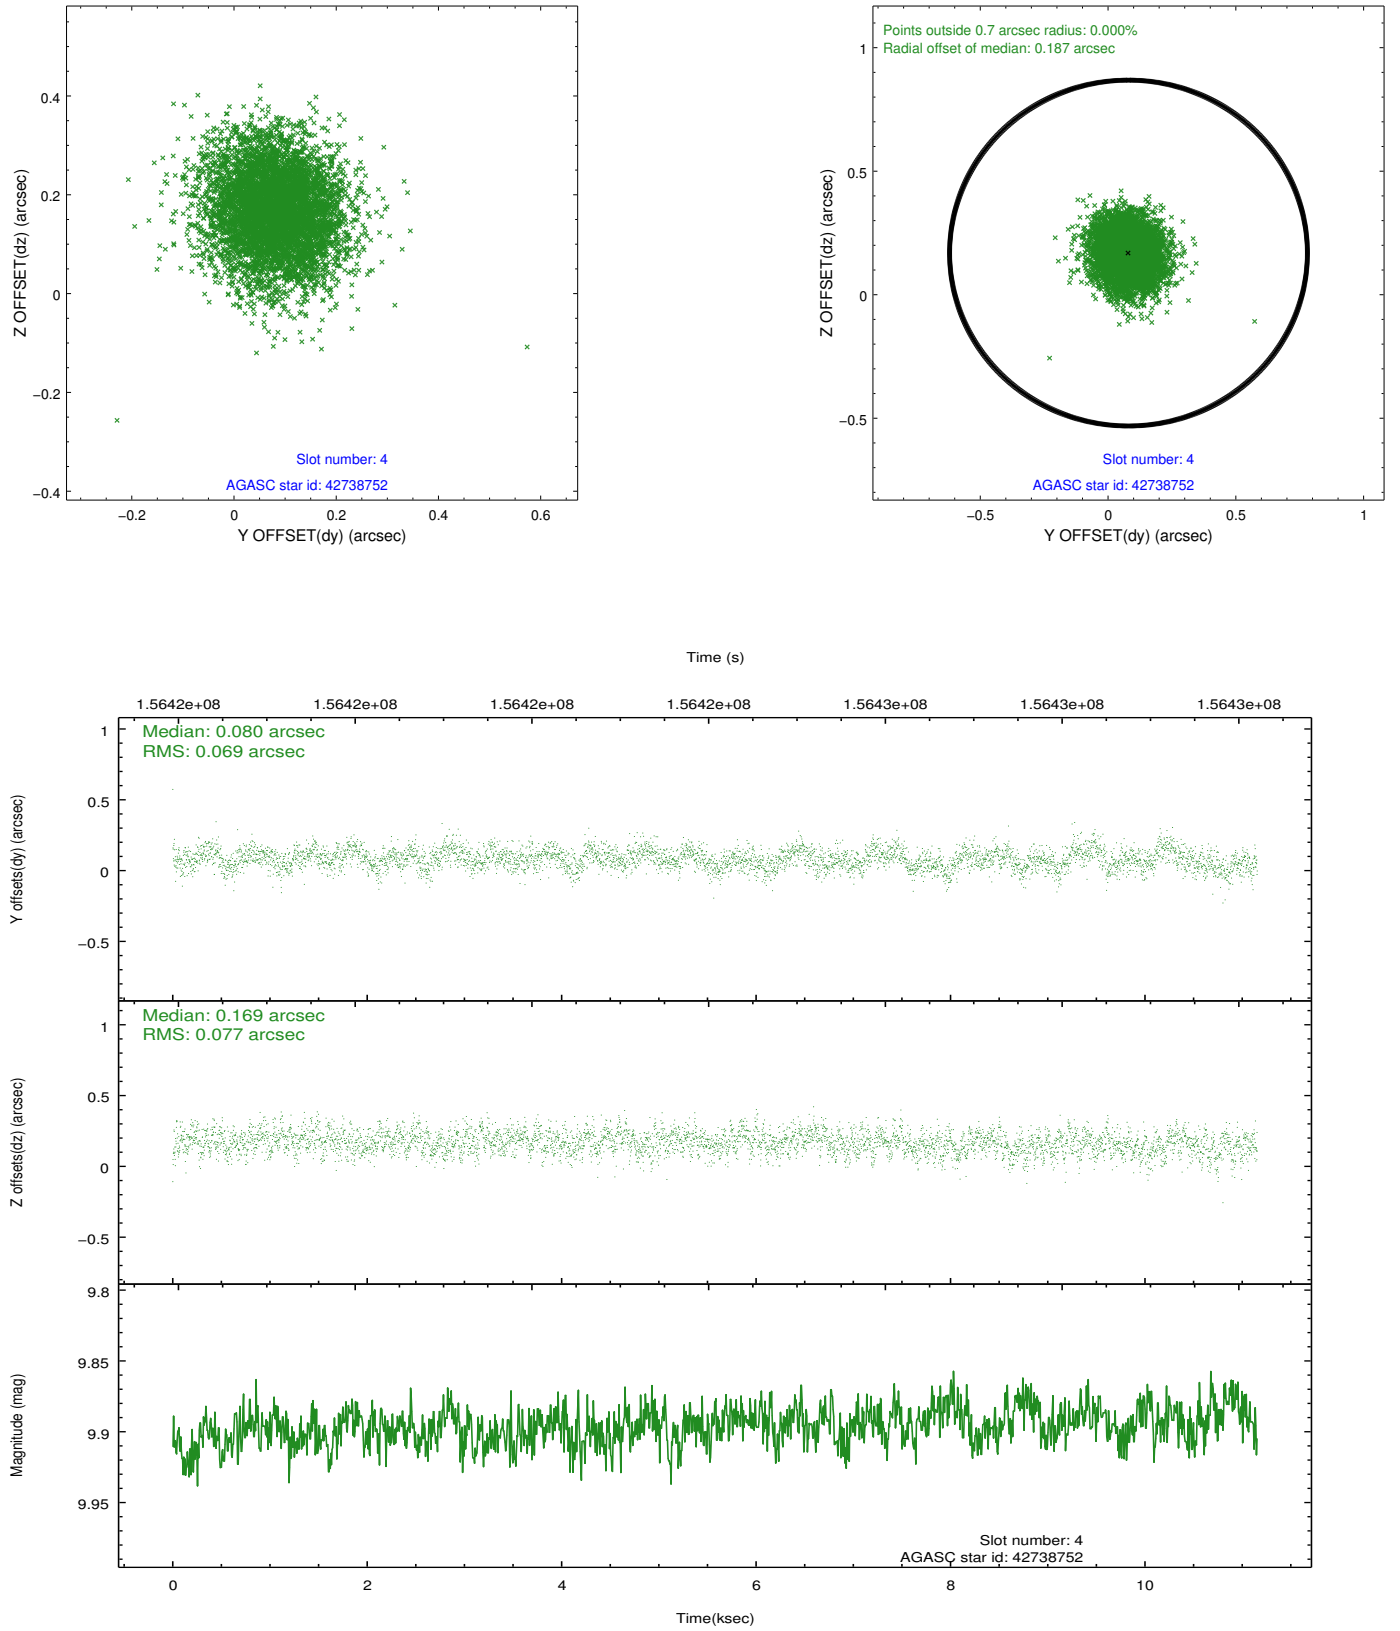 0.4
0.2
0
−0.2
−0.4
Z OFFSET(dz) (arcsec)
Slot number: 4
AGASC star id: 42738752
−0.2 0 0.2 0.4 0.6
Y OFFSET(dy) (arcsec)
Points outside 0.7 arcsec radius: 0.000%
Radial offset of median: 0.187 arcsec
1
0.5
0
−0.5
Z OFFSET(dz) (arcsec)
Slot number: 4
AGASC star id: 42738752
−0.5 0 0.5 1
Y OFFSET(dy) (arcsec)
Time (s)
1.5642e+08 1.5642e+08 1.5642e+08 1.5642e+08 1.5643e+08 1.5643e+08 1.5643e+08
Median: 0.080 arcsec
RMS: 0.069 arcsec
1
0.5
0
−0.5
Y offsets(dy) (arcsec)
Median: 0.169 arcsec
RMS: 0.077 arcsec
1
0.5
0
−0.5
Z offsets(dz) (arcsec)
9.8
9.85
9.9
9.95
Magnitude (mag)
Slot number: 4
AGASC star id: 42738752
0 2 4 6 8 10
Time(ksec)